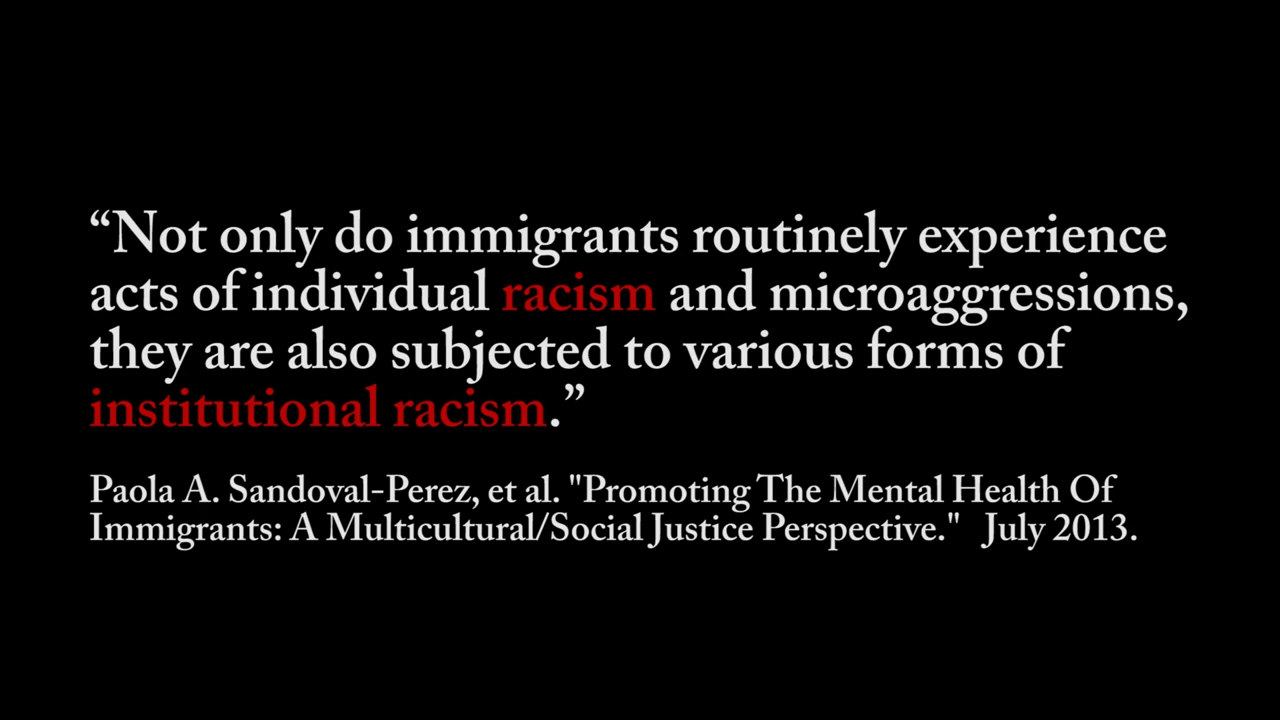 “Not only do immigrants routinely experience
acts of individual racism and microaggressions,
they are also subjected to various forms of
institutional racism.”
Paola A. Sandoval-Perez, et al. "Promoting The Mental Health Of
Immigrants: A Multicultural/Social Justice Perspective."  July 2013.